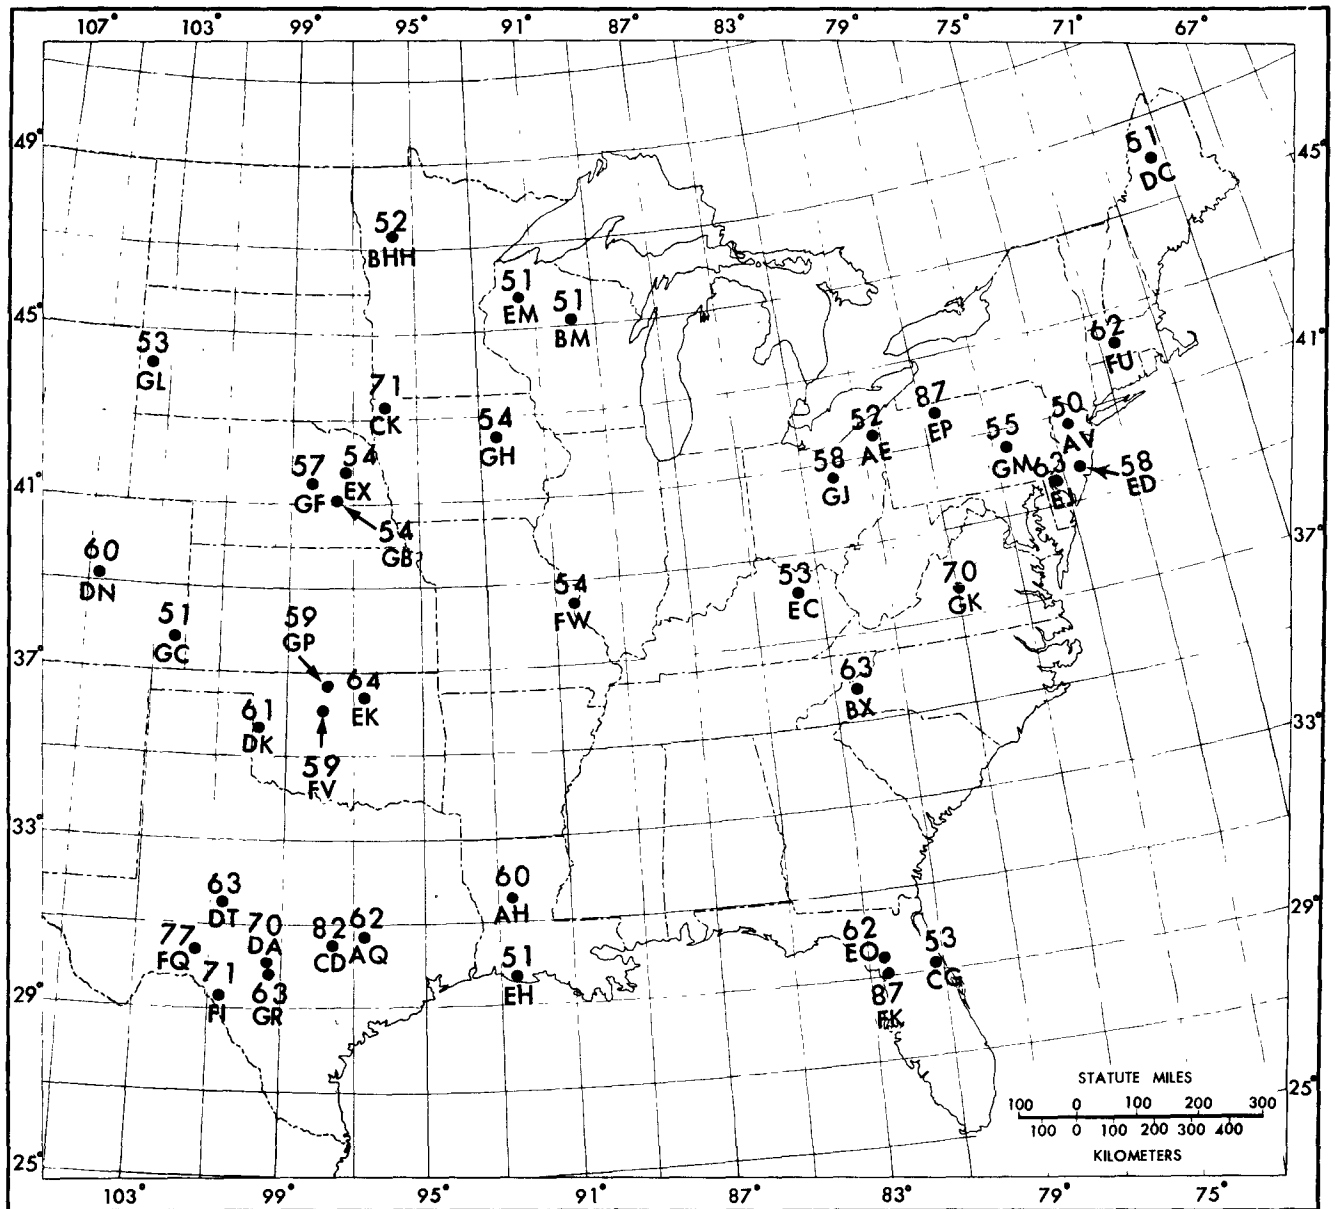 107° 103° 99° 95° 91° 87° 83° 79° 75° 71° 67°
49°
45°
51
DC
52
BHH
51
EM
51
BM
45°
41°
53
GL
62
FU
71
CK
87
EP
50
AV
54
GH
52
AE
55
GM
57
GF
54
EX
58
GJ
63
EJ
58
ED
41°
54
GB
37°
60
DN
54
FW
53
EC
70
GK
51
GC
59
GP
37°
64
EK
63
BX
61
DK
33°
59
FV
33°
63
DT
60
AH
29°
70
DA
82
CD
62
AQ
77
FQ
62
EO
53
CG
71
FI
63
GR
51
EH
87
FK
29°
STATUTE MILES
100 0 100 200 300
100 0 100 200 300 400
KILOMETERS
25°
25°
103° 99° 95° 91° 87° 83° 79° 75°